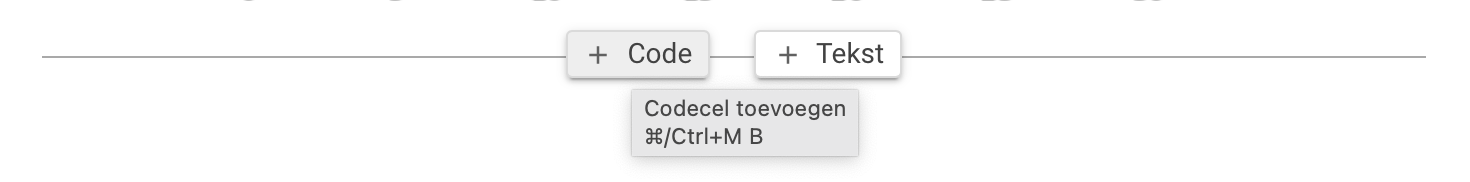 + Code
+ Tekst
Codecel toevoegen
⌘/Ctrl+M B